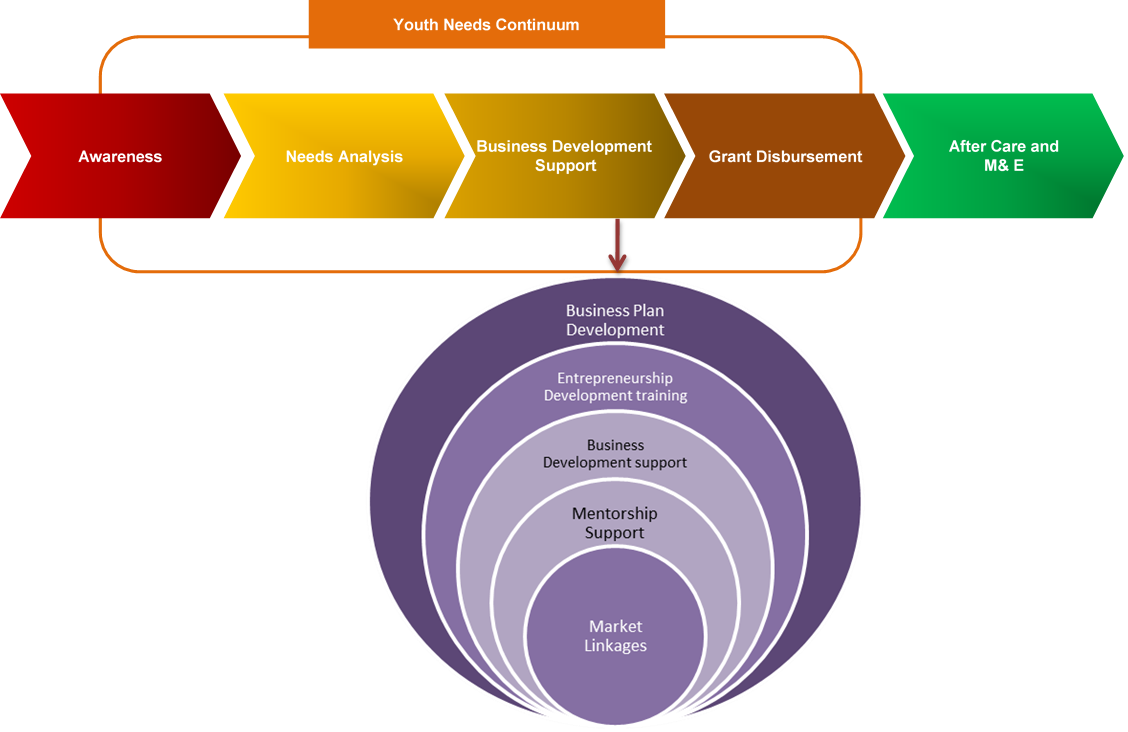 Youth Needs Continuum
Awareness
Needs Analysis
Business Development
Support
Grant Disbursement
After Care and
M& E
Business Plan
Development
Entrepreneurship
Development training
Business
Development support
Mentorship
Support
Market
Linkages